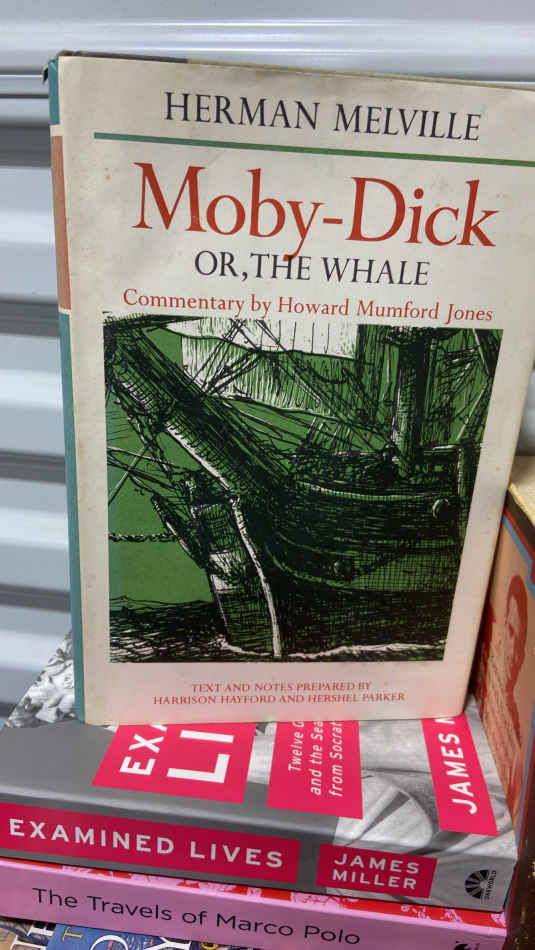 HERMAN MELVILLE
Moby-Dick
OR, THE WHALE
Commentary by Howard Mumford Jones
TEXT AND NOTES PREPARED BY
HARRISON HAYFORD AND HERSHEL PARKER
EXA
LI
Twelve
and the Sea
from Socrat
JAMES
EXAMINED LIVES
JAMES
MILLER
ONEWORLD
The Travels of Marco Polo